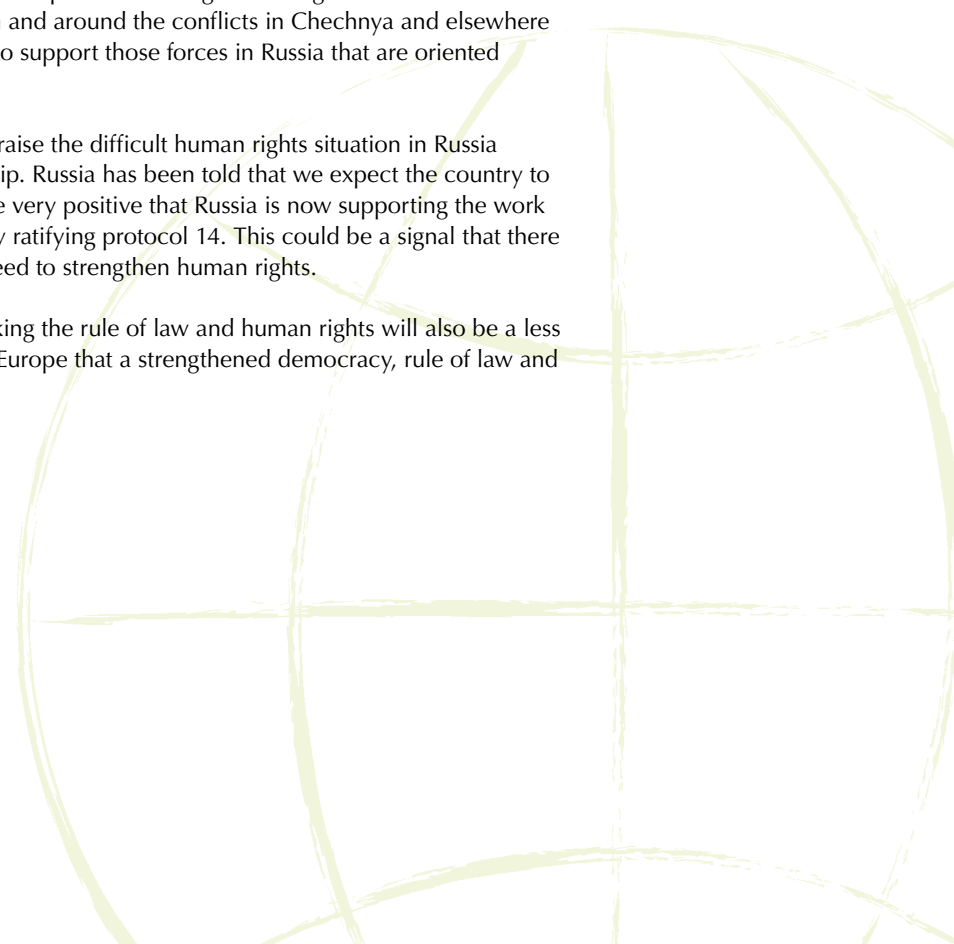 and around the conflicts in Chechnya and elsewhere
o support those forces in Russia that are oriented
raise the difficult human rights situation in Russia
ip. Russia has been told that we expect the country to
e very positive that Russia is now supporting the work
y ratifying protocol 14. This could be a signal that there
eed to strengthen human rights.
king the rule of law and human rights will also be a less
Europe that a strengthened democracy, rule of law and